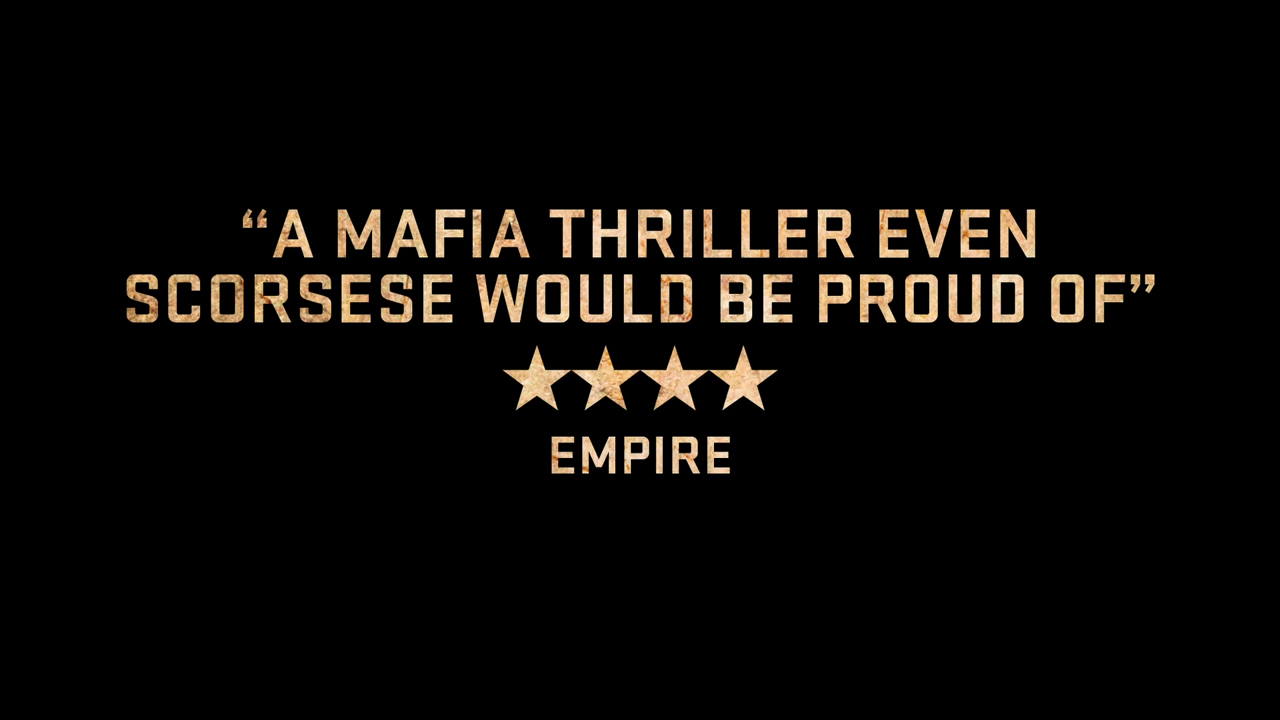 “A MAFIA THRILLER EVEN
SCORSESE WOULD BE PROUD OF”
★★★★
EMPIRE